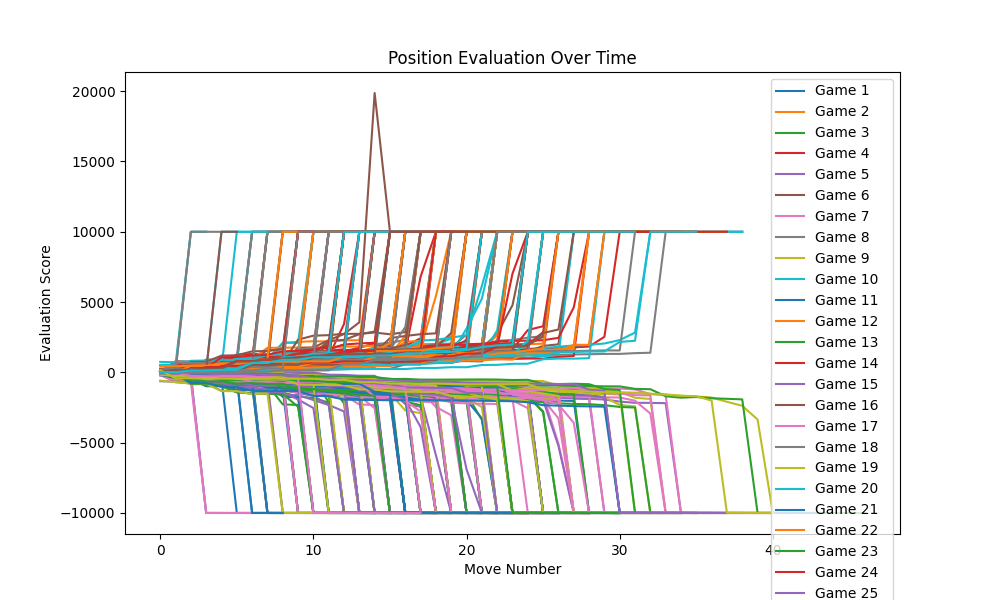 Position Evaluation Over Time
Evaluation Score
20000
15000
10000
5000
0
−5000
−10000
0
10
20
30
40
Move Number
Game 1
Game 2
Game 3
Game 4
Game 5
Game 6
Game 7
Game 8
Game 9
Game 10
Game 11
Game 12
Game 13
Game 14
Game 15
Game 16
Game 17
Game 18
Game 19
Game 20
Game 21
Game 22
Game 23
Game 24
Game 25